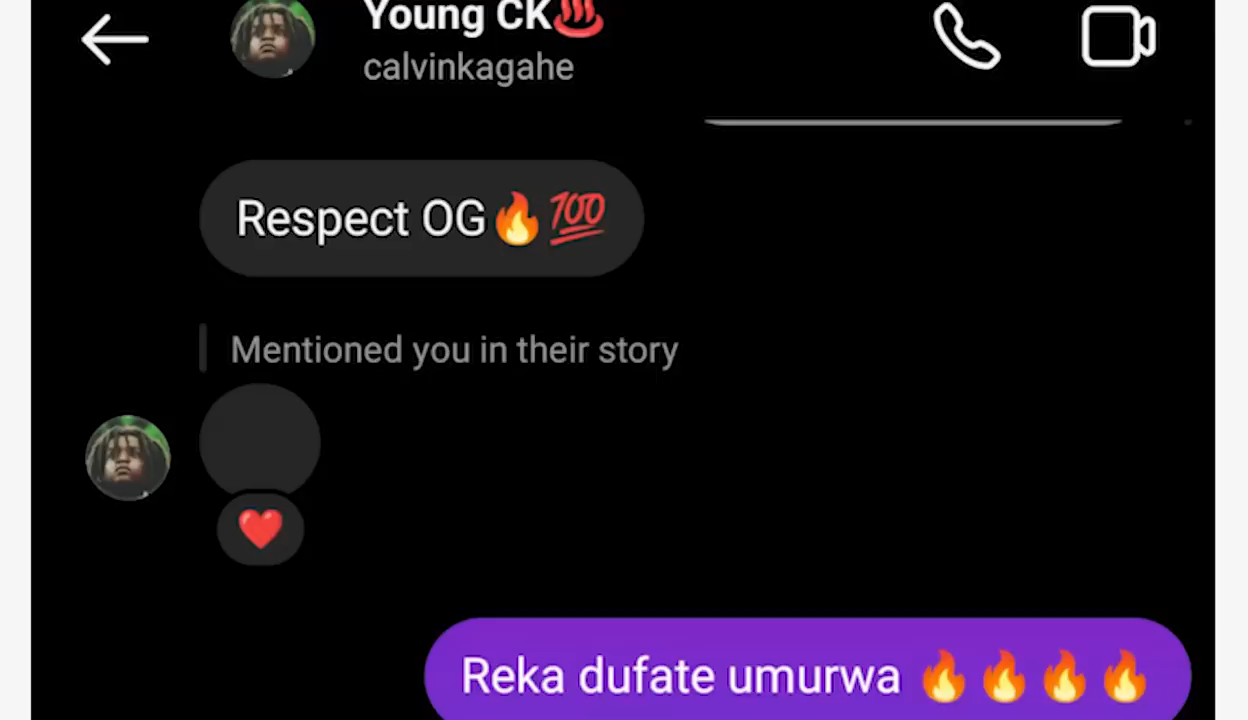 Young CK♨️
calvinkagahe
Respect OG🔥💯
Mentioned you in their story
❤️
Reka dufate umurwa 🔥🔥🔥🔥